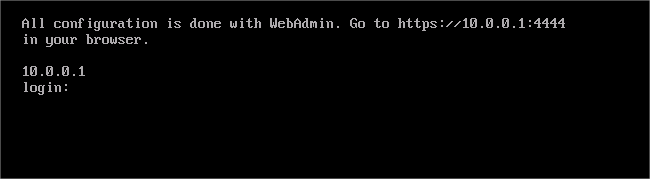 All configuration is done with WebAdmin. Go to https://10.0.0.1:4444
in your browser.
10.0.0.1
login: